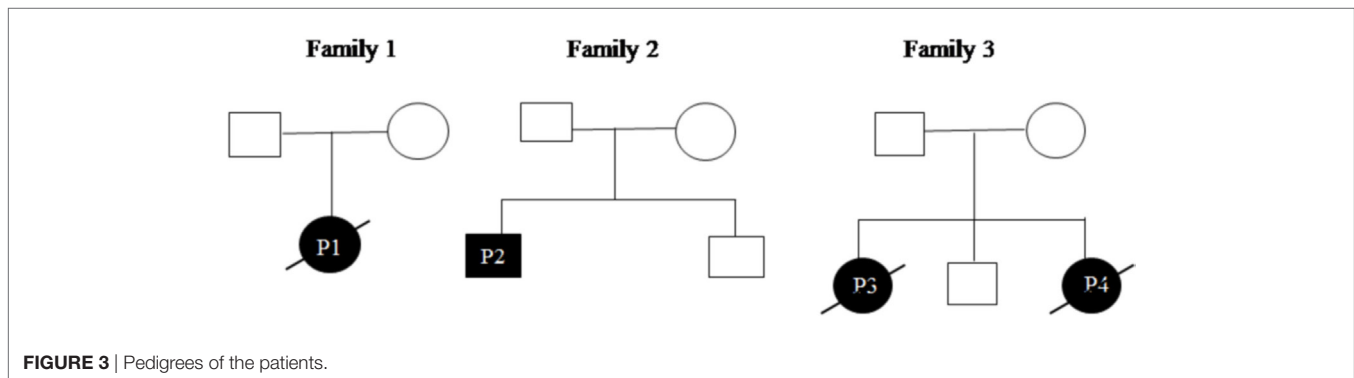 Family 1
Family 2
Family 3
P1
P2
P3
P4
FIGURE 3 | Pedigrees of the patients.